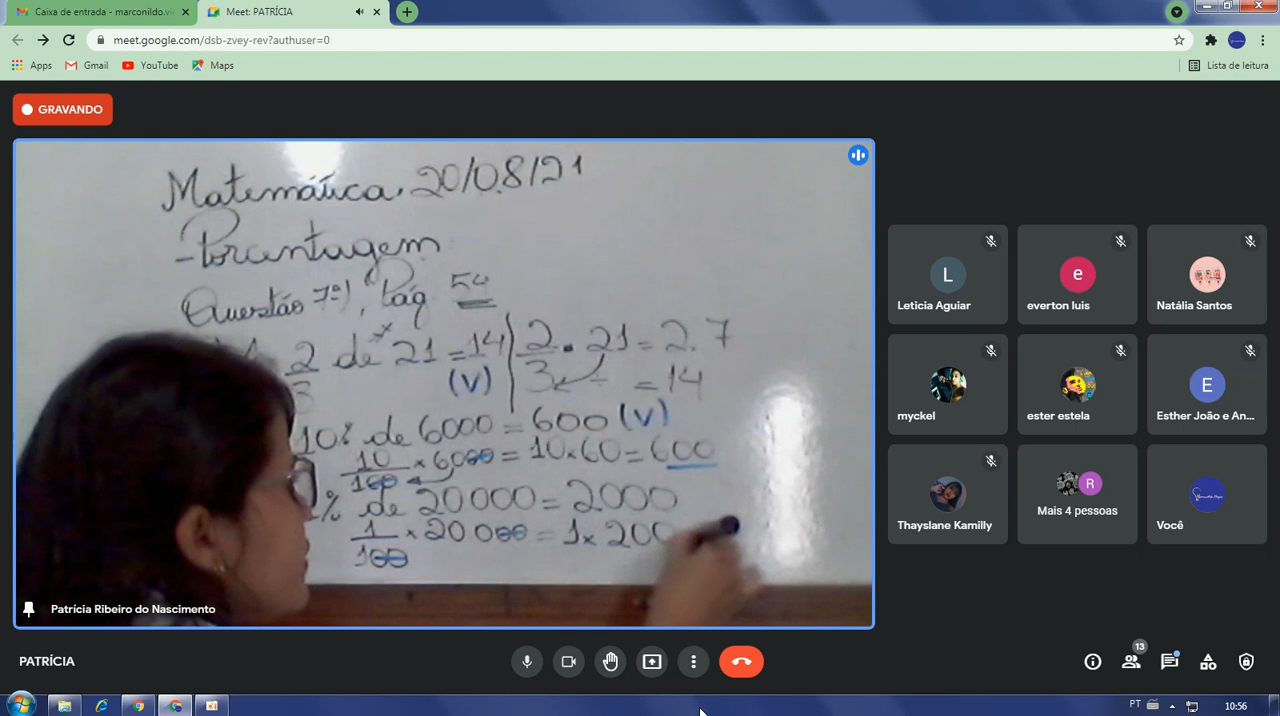 Caixa de entrada - marconildo.vi
Meet: PATRÍCIA
meet.google.com/dsb-zvey-rev?authuser=0
Apps Gmail YouTube Maps Lista de leitura
GRAVANDO
Matemática. 20/08/21
- Porcentagem
Questão 7ª), Pág 54
2/3 de 21 = 14 (V) | 2/3 . 21 = 2.7
= 14
10% de 6000 = 600 (V)
10/100 × 6000 = 10×60 = 600
% de 20000 = 2000
1/100 × 20000 = 1× 200
Patrícia Ribeiro do Nascimento
Leticia Aguiar
everton luis
Natália Santos
myckel
ester estela
Esther João e An...
Thayslane Kamilly
Mais 4 pessoas
Você
L
e
E
R
PATRÍCIA
13
PT 10:56